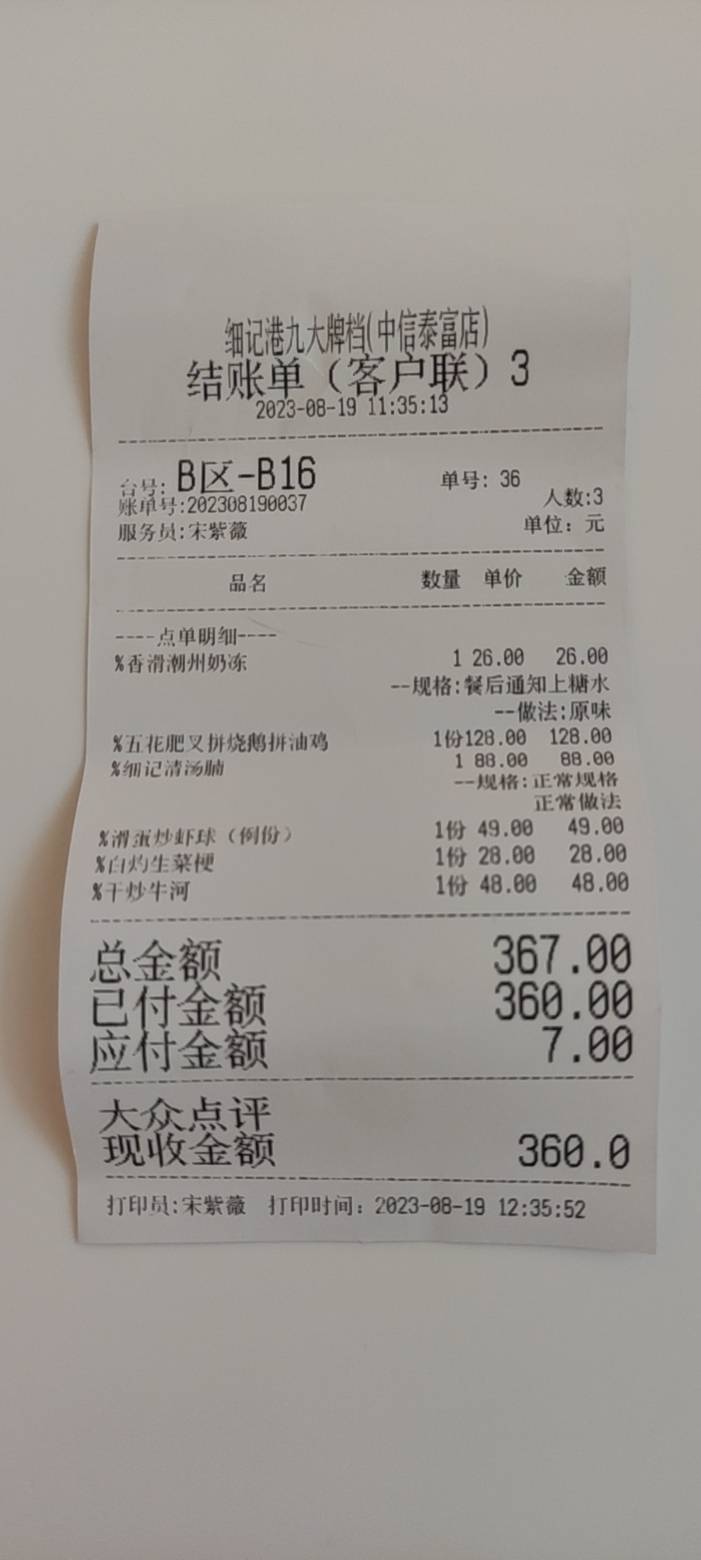 细记港九大牌档(中信泰富店)
结账单（客户联）3
2023-08-19 11:35:13
台号: B区-B16 单号: 36
账单号:202308190037 人数:3
服务员:宋紫薇 单位: 元
品名 数量 单价 金额
----点单明细----
%香滑潮州奶冻 1 26.00 26.00
--规格:餐后通知上糖水
--做法:原味
%五花肥叉拼烧鹅拼油鸡 1份128.00 128.00
%细记清汤腩 1 88.00 88.00
--规格:正常规格
正常做法
%滑蛋炒虾球（例份） 1份 49.00 49.00
%白灼生菜梗 1份 28.00 28.00
%干炒牛河 1份 48.00 48.00
总金额 367.00
已付金额 360.00
应付金额 7.00
大众点评
现收金额 360.0
打印员:宋紫薇 打印时间: 2023-08-19 12:35:52